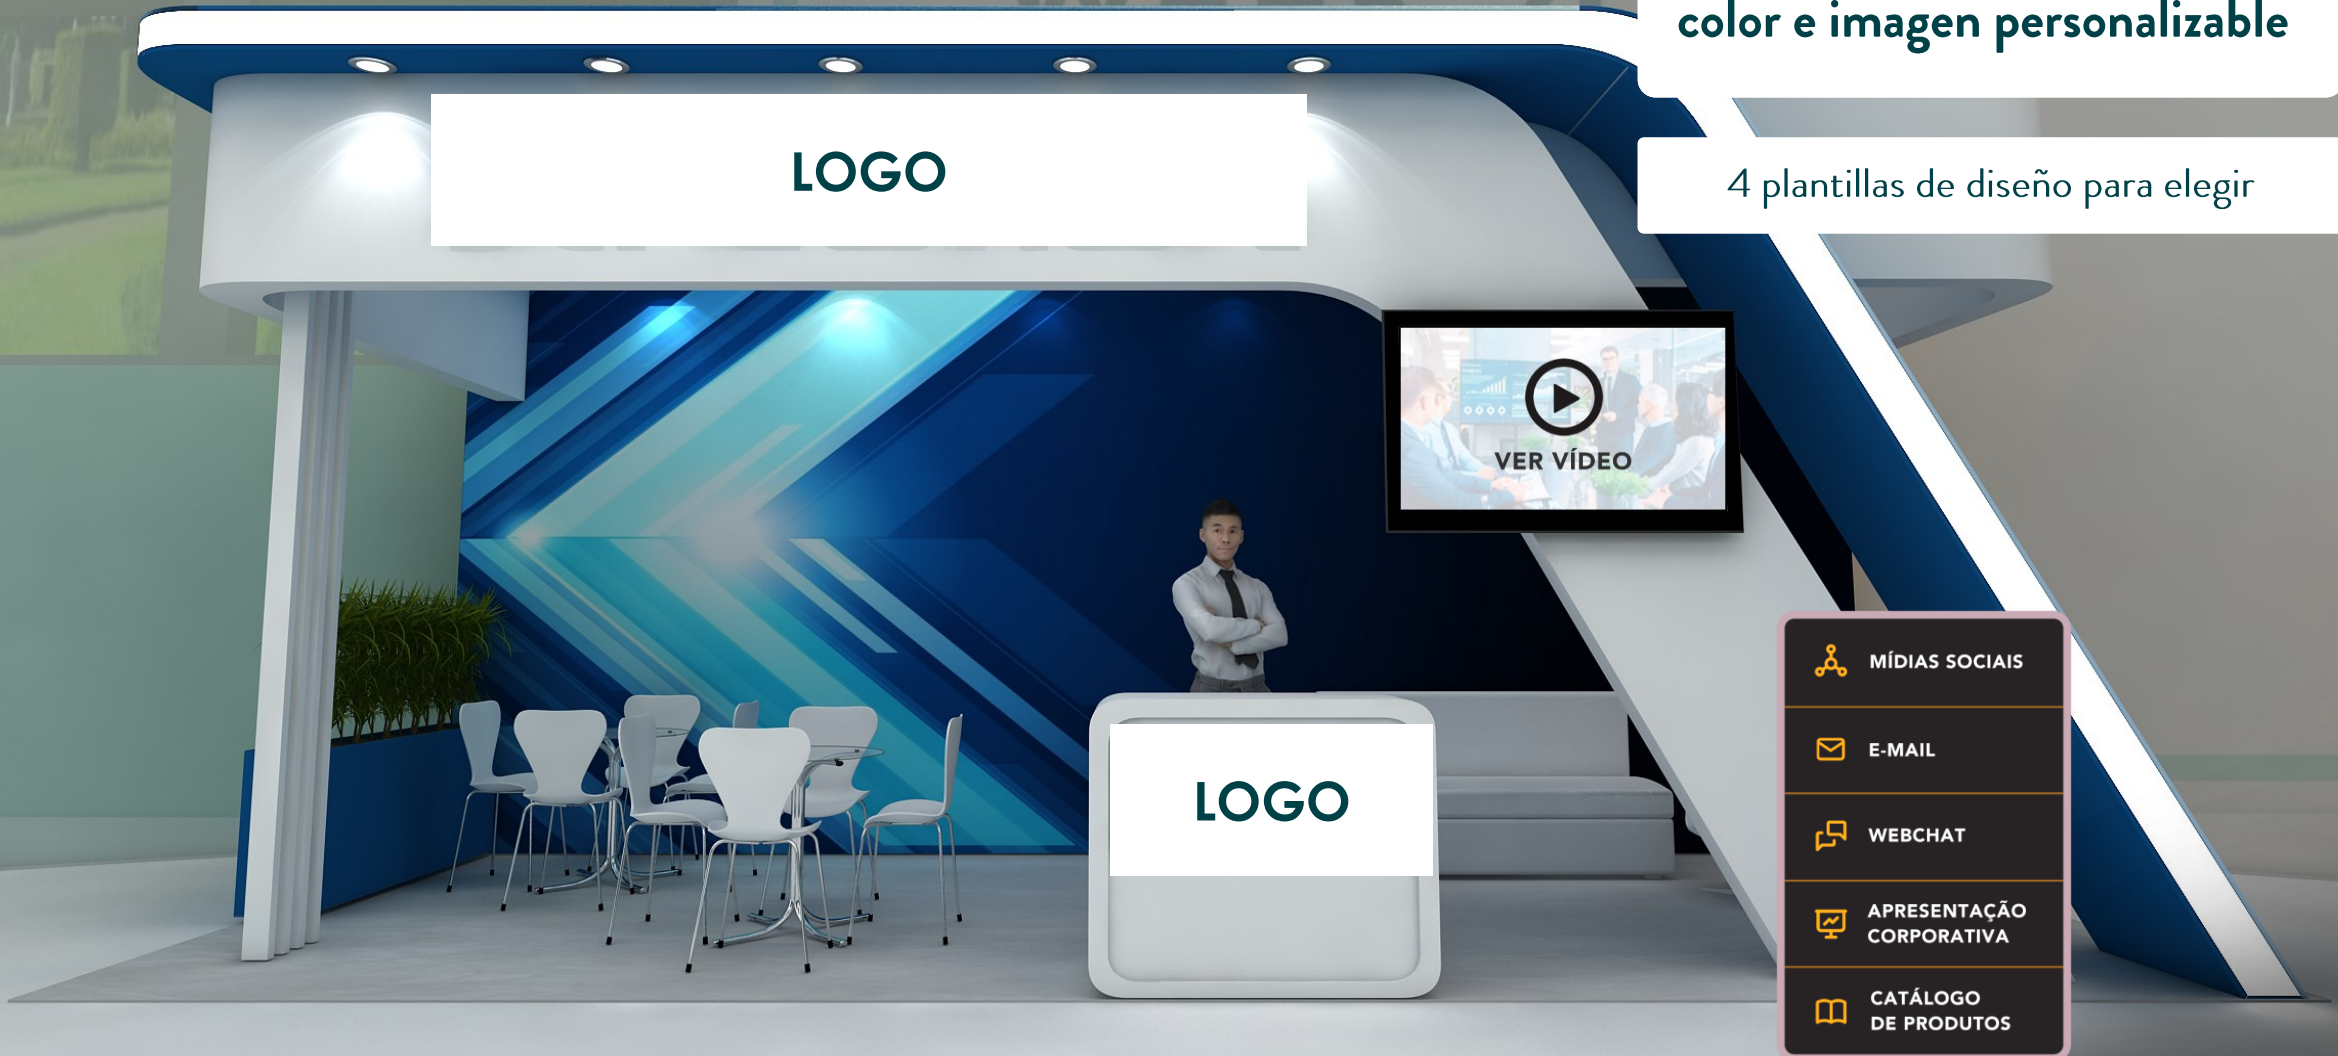 color e imagen personalizable
LOGO
4 plantillas de diseño para elegir
VER VÍDEO
MÍDIAS SOCIAIS
E-MAIL
LOGO
WEBCHAT
APRESENTAÇÃO
CORPORATIVA
CATÁLOGO
DE PRODUTOS